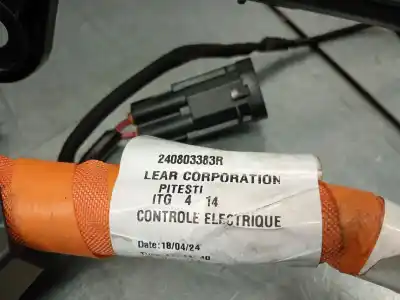 240803383R
LEAR CORPORATION
PITESTI
ITG 4 14
CONTROLE ELECTRIQUE
Date: 18/04/24